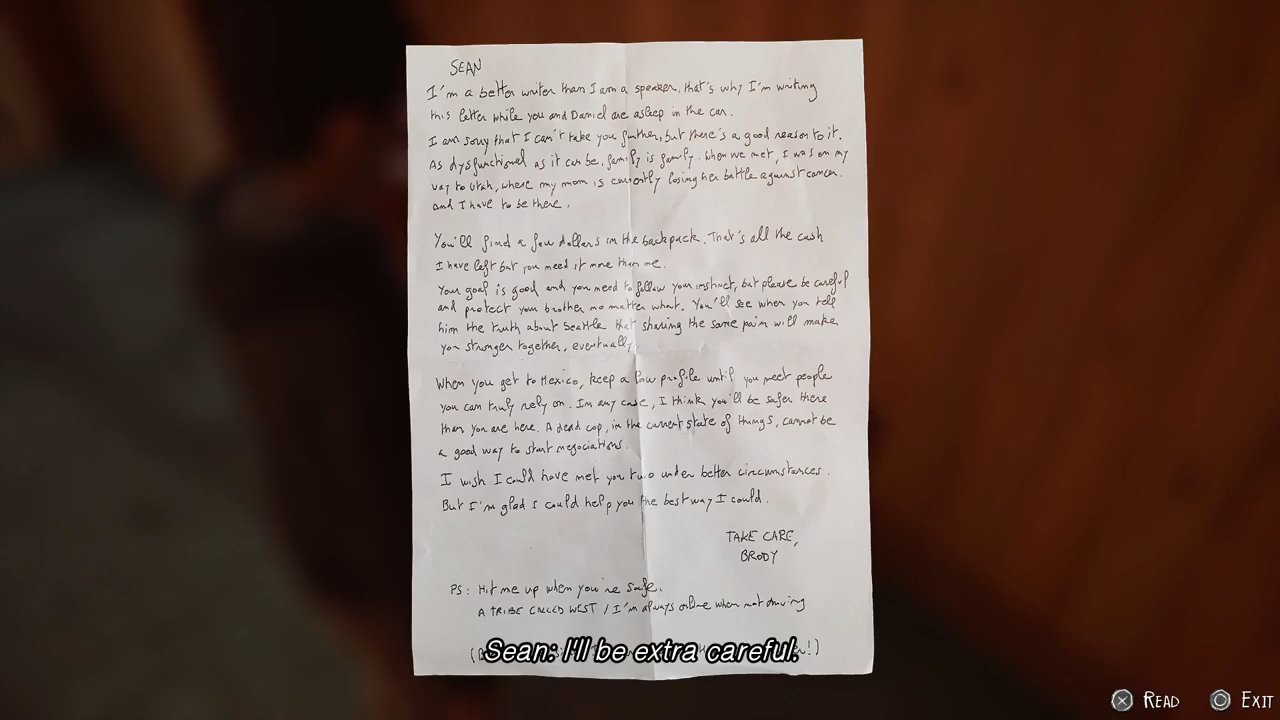 SEAN
I'm a better writer than I am a speaker, that's why I'm writing
this letter while you and Daniel are asleep in the car.
I am sorry that I can't take you further, but there's a good reason to it.
As dysfunctional as it can be, family is family. When we met, I was on my
way to Utah, where my mom is currently losing her battle against cancer.
And I have to be there.
You'll find a few dollars in the backpack. That's all the cash
I have left but you need it more than me.
Your goal is good and you need to follow your instinct, but please be careful
and protect your brother no matter what. You'll see when you tell
him the truth about Seattle that sharing the same pain will make
you stronger together, eventually.
When you get to Mexico, keep a low profile until you meet people
you can truly rely on. In any case, I think you'll be safer there
than you are here. A dead cop, in the current state of things, cannot be
a good way to start negociations.
I wish I could have met you two under better circumstances.
But I'm glad I could help you the best way I could.
TAKE CARE,
BRODY
PS: Hit me up when you're safe.
A TRIBE CALLED WEST / I'm always online when not driving
Sean: I'll be extra careful.
READ
EXIT